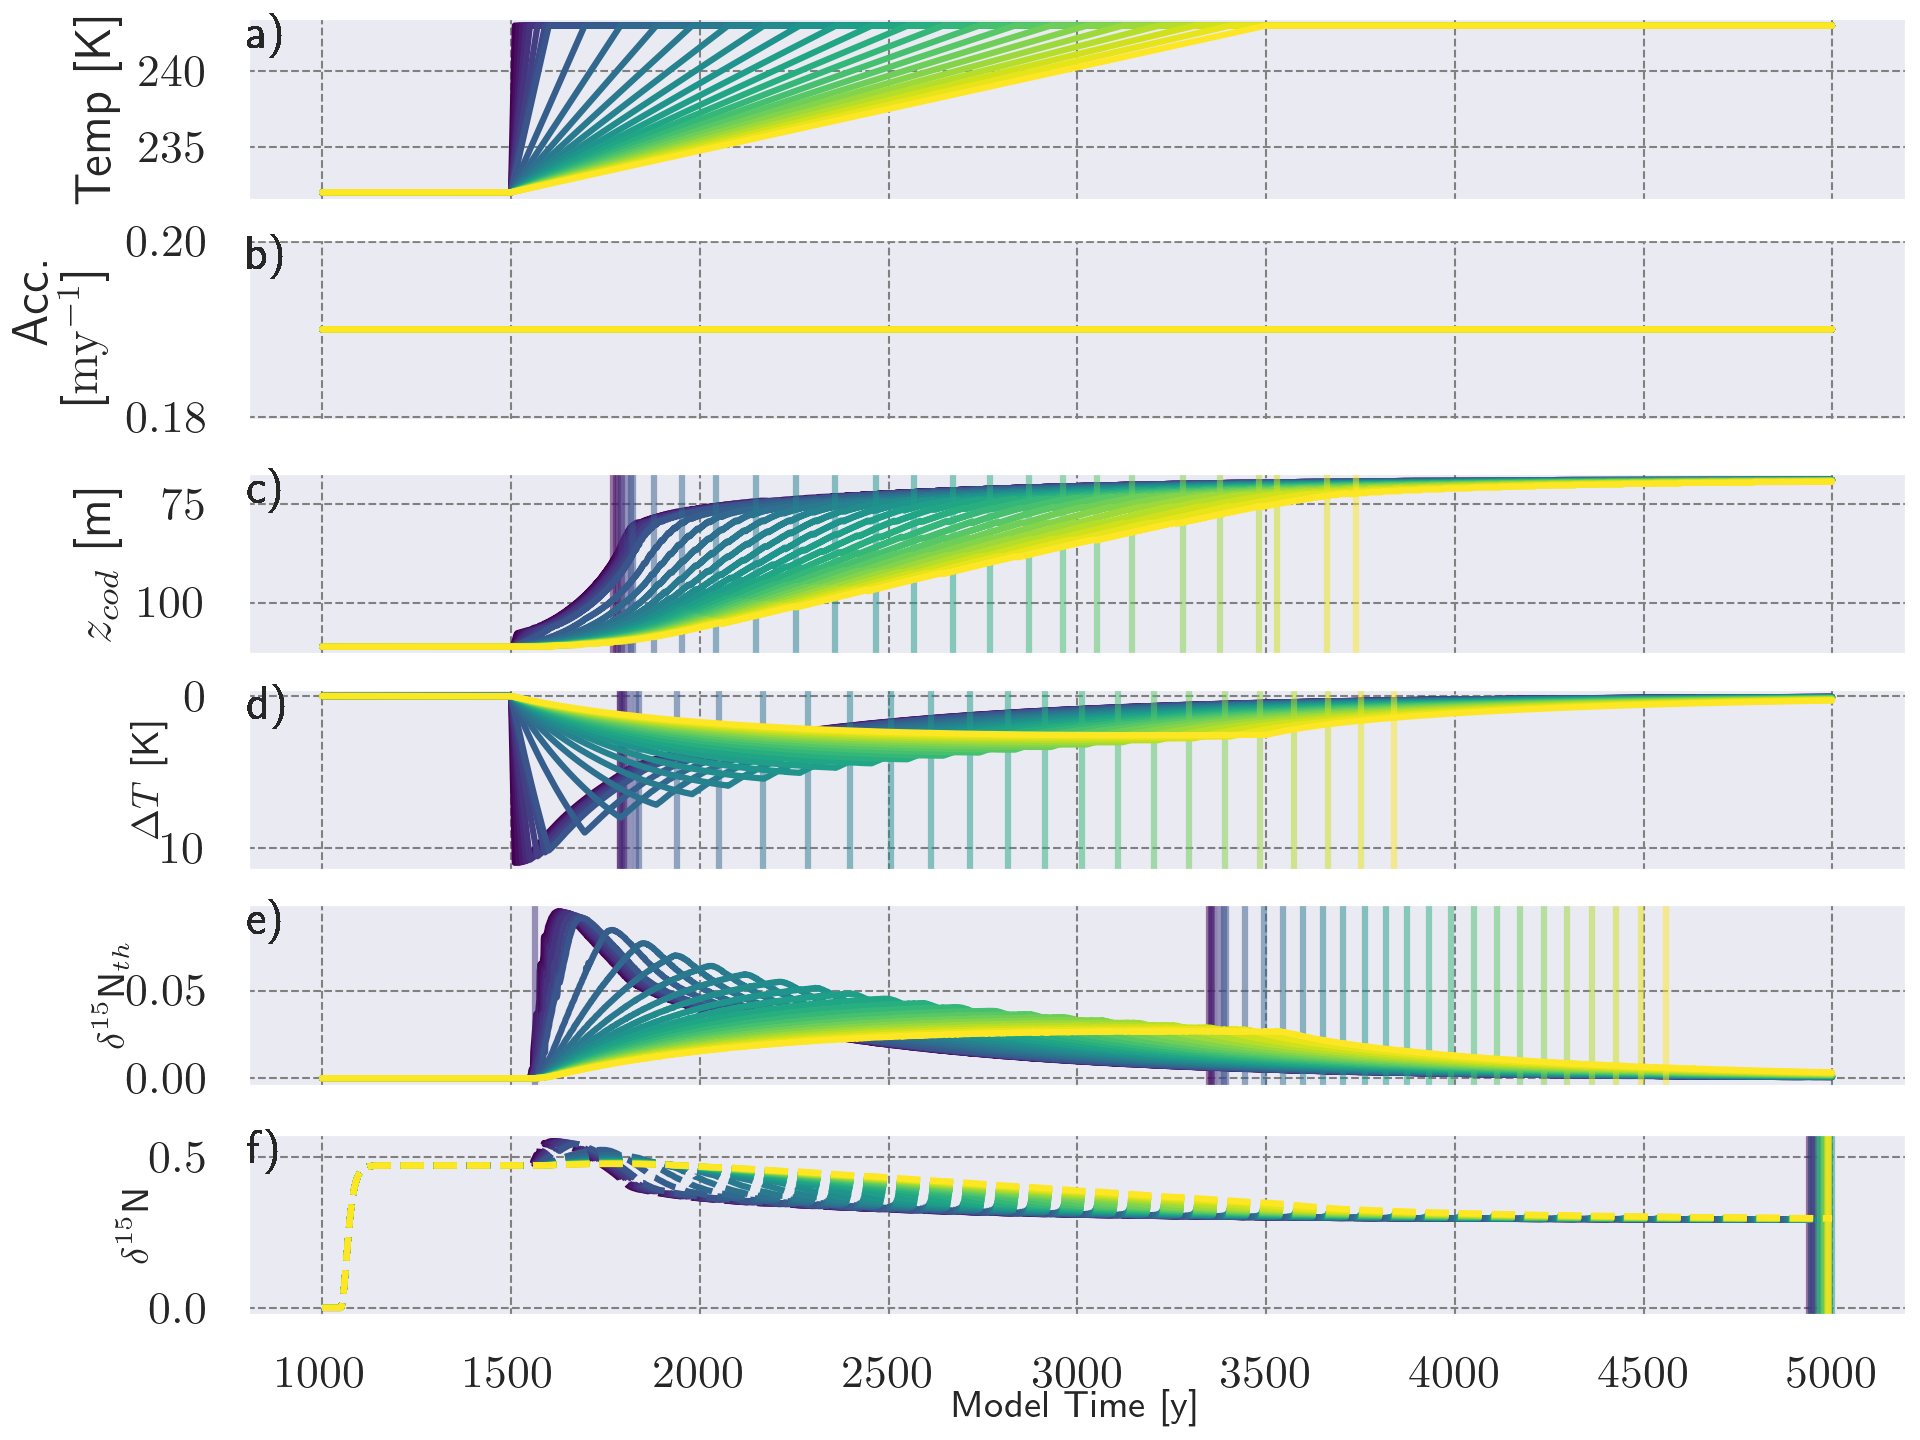 a)
Temp [K]
240
235
b)
Acc.
[my⁻¹]
0.20
0.18
c)
z_cod [m]
75
100
d)
ΔT [K]
0
10
e)
δ¹⁵N_th
0.05
0.00
f)
δ¹⁵N
0.5
0.0
1000 1500 2000 2500 3000 3500 4000 4500 5000
Model Time [y]